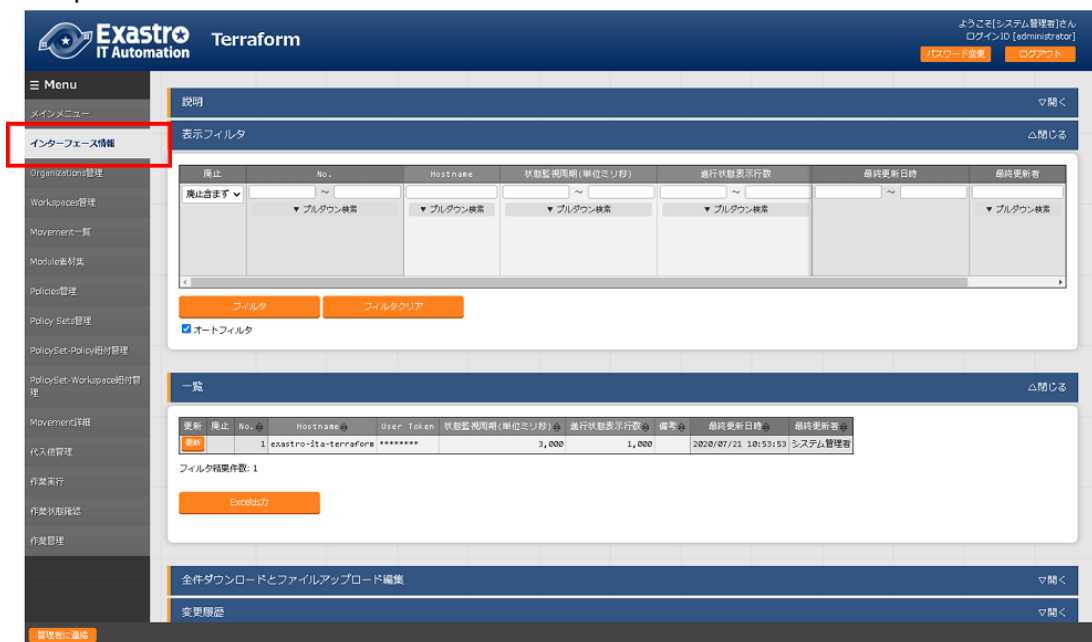 Exastro
IT Automation
Terraform
ようこそ[システム管理者]さん
ログインID [administrator]
パスワード変更 ログアウト
☰ Menu
メインメニュー
インターフェース情報
Organizations管理
Workspaces管理
Movement一覧
Module素材集
Policies管理
Policy Sets管理
PolicySet-Policy紐付管理
PolicySet-Workspace紐付管
理
Movement詳細
代入値管理
作業実行
作業状態確認
作業管理
説明 ▽開く
表示フィルタ △閉じる
廃止 No. Hostname 状態監視周期(単位ミリ秒) 進行状態表示行数 最終更新日時 最終更新者
廃止含まず ~ ~ ~ ~
▼ プルダウン検索 ▼ プルダウン検索 ▼ プルダウン検索 ▼ プルダウン検索 ▼ プルダウン検索
フィルタ フィルタクリア
オートフィルタ
一覧 △閉じる
更新 廃止 No. Hostname User Token 状態監視周期(単位ミリ秒) 進行状態表示行数 備考 最終更新日時 最終更新者
更新 1 exastro-ita-terraform ******** 3,000 1,000 2020/07/21 10:53:53 システム管理者
フィルタ結果件数: 1
Excel出力
全件ダウンロードとファイルアップロード編集 ▽開く
変更履歴 ▽開く
管理者に連絡